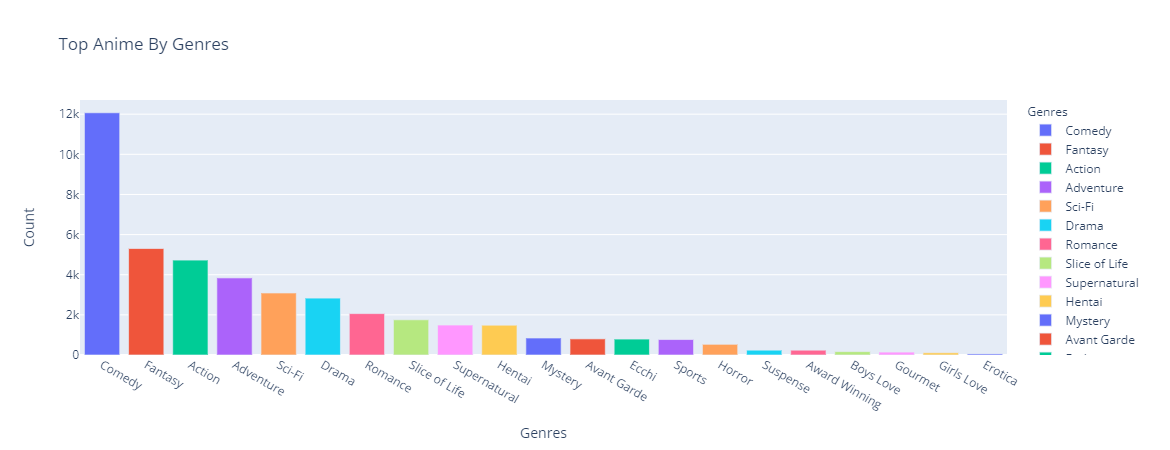 Top Anime By Genres
Count
12k
10k
8k
6k
4k
2k
0
Comedy
Fantasy
Action
Adventure
Sci-Fi
Drama
Romance
Slice of Life
Supernatural
Hentai
Mystery
Avant Garde
Ecchi
Sports
Horror
Suspense
Award Winning
Boys Love
Gourmet
Girls Love
Erotica
Genres
Genres
Comedy
Fantasy
Action
Adventure
Sci-Fi
Drama
Romance
Slice of Life
Supernatural
Hentai
Mystery
Avant Garde